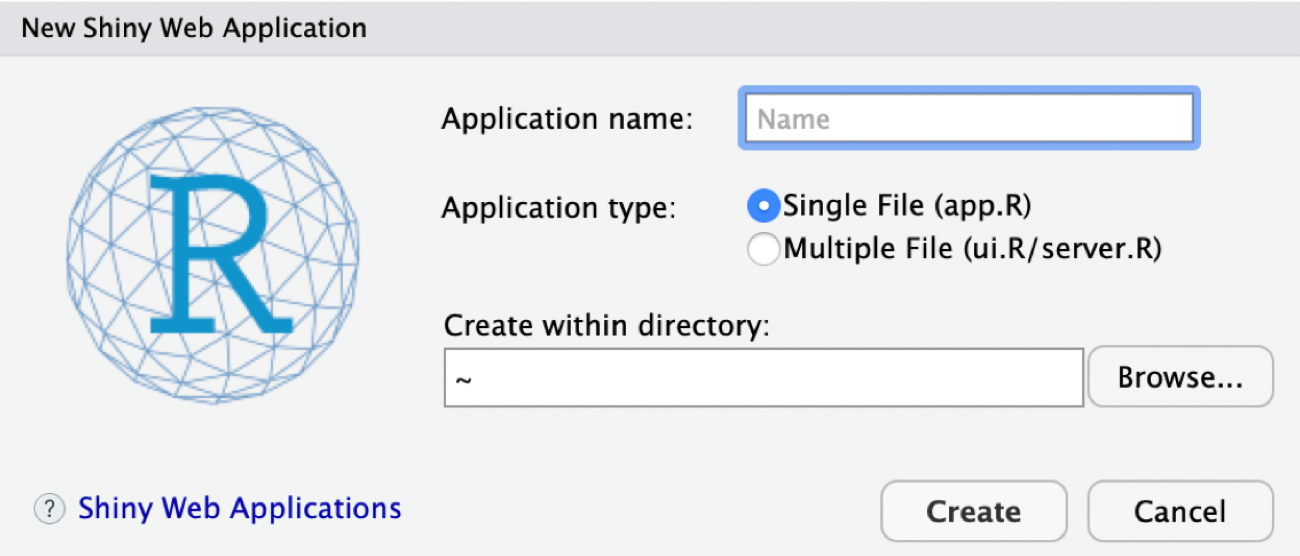 New Shiny Web Application
R
Application name:
Name
Application type:
Single File (app.R)
Multiple File (ui.R/server.R)
Create within directory:
~
Browse...
? Shiny Web Applications
Create
Cancel